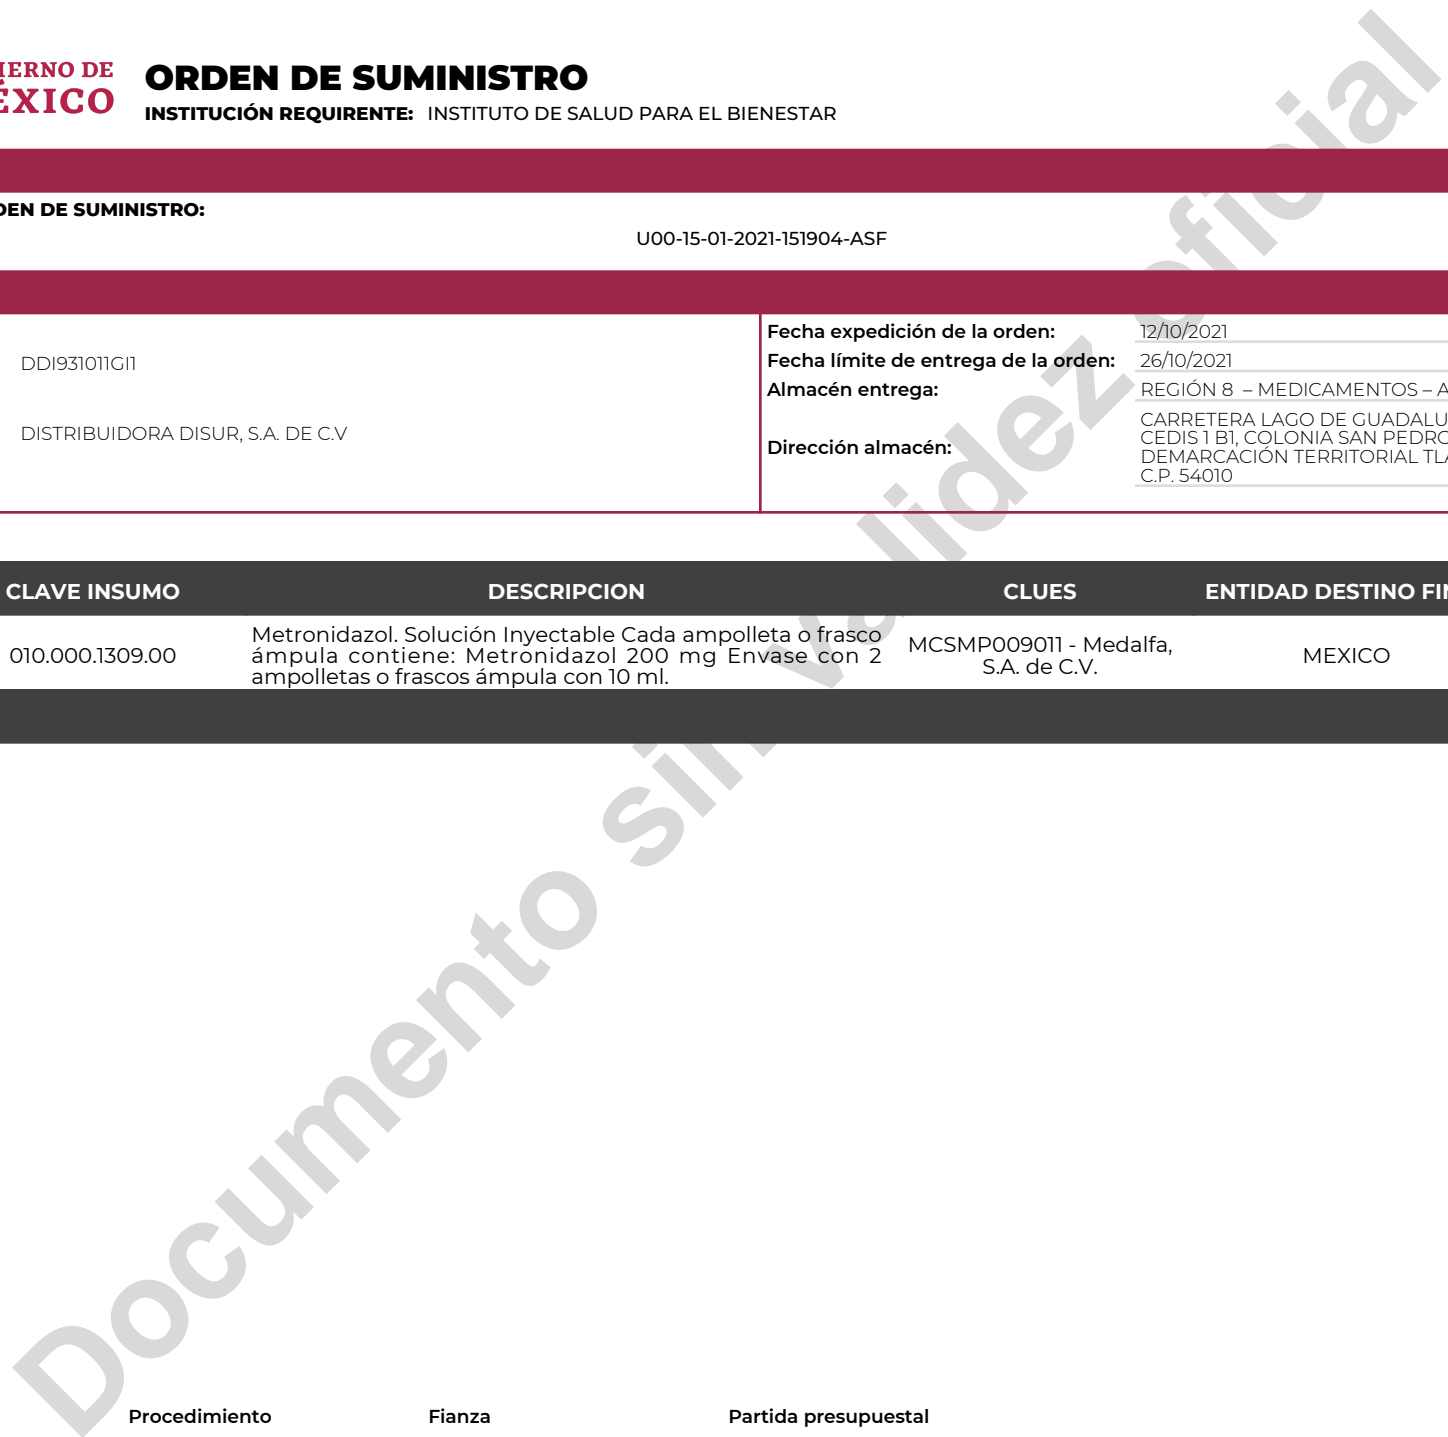 IERNO DE
ÉXICO
ORDEN DE SUMINISTRO
INSTITUCIÓN REQUIRENTE: INSTITUTO DE SALUD PARA EL BIENESTAR
DEN DE SUMINISTRO:
U00-15-01-2021-151904-ASF
DDI931011GI1
DISTRIBUIDORA DISUR, S.A. DE C.V
Fecha expedición de la orden: 12/10/2021
Fecha límite de entrega de la orden: 26/10/2021
Almacén entrega: REGIÓN 8 – MEDICAMENTOS – A
Dirección almacén:
CARRETERA LAGO DE GUADALU
CEDIS 1 B1, COLONIA SAN PEDRO
DEMARCACIÓN TERRITORIAL TLA
C.P. 54010
CLAVE INSUMO DESCRIPCION CLUES ENTIDAD DESTINO FIN
010.000.1309.00
Metronidazol. Solución Inyectable Cada ampolleta o frasco
ámpula contiene: Metronidazol 200 mg Envase con 2
ampolletas o frascos ámpula con 10 ml.
MCSMP009011 - Medalfa,
S.A. de C.V.
MEXICO
Documento sin validez oficial
Procedimiento Fianza Partida presupuestal